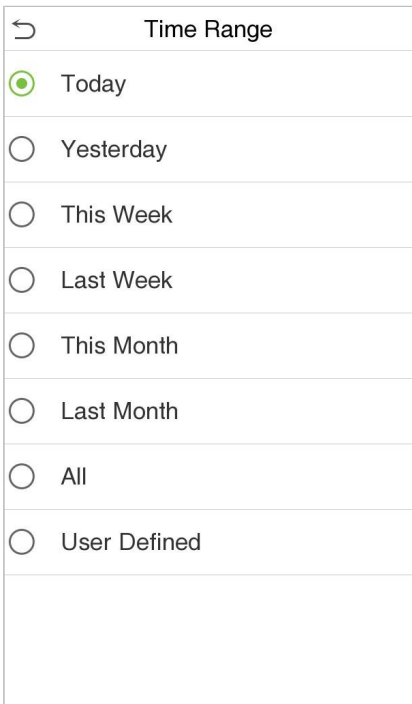 Time Range
Today
Yesterday
This Week
Last Week
This Month
Last Month
All
User Defined